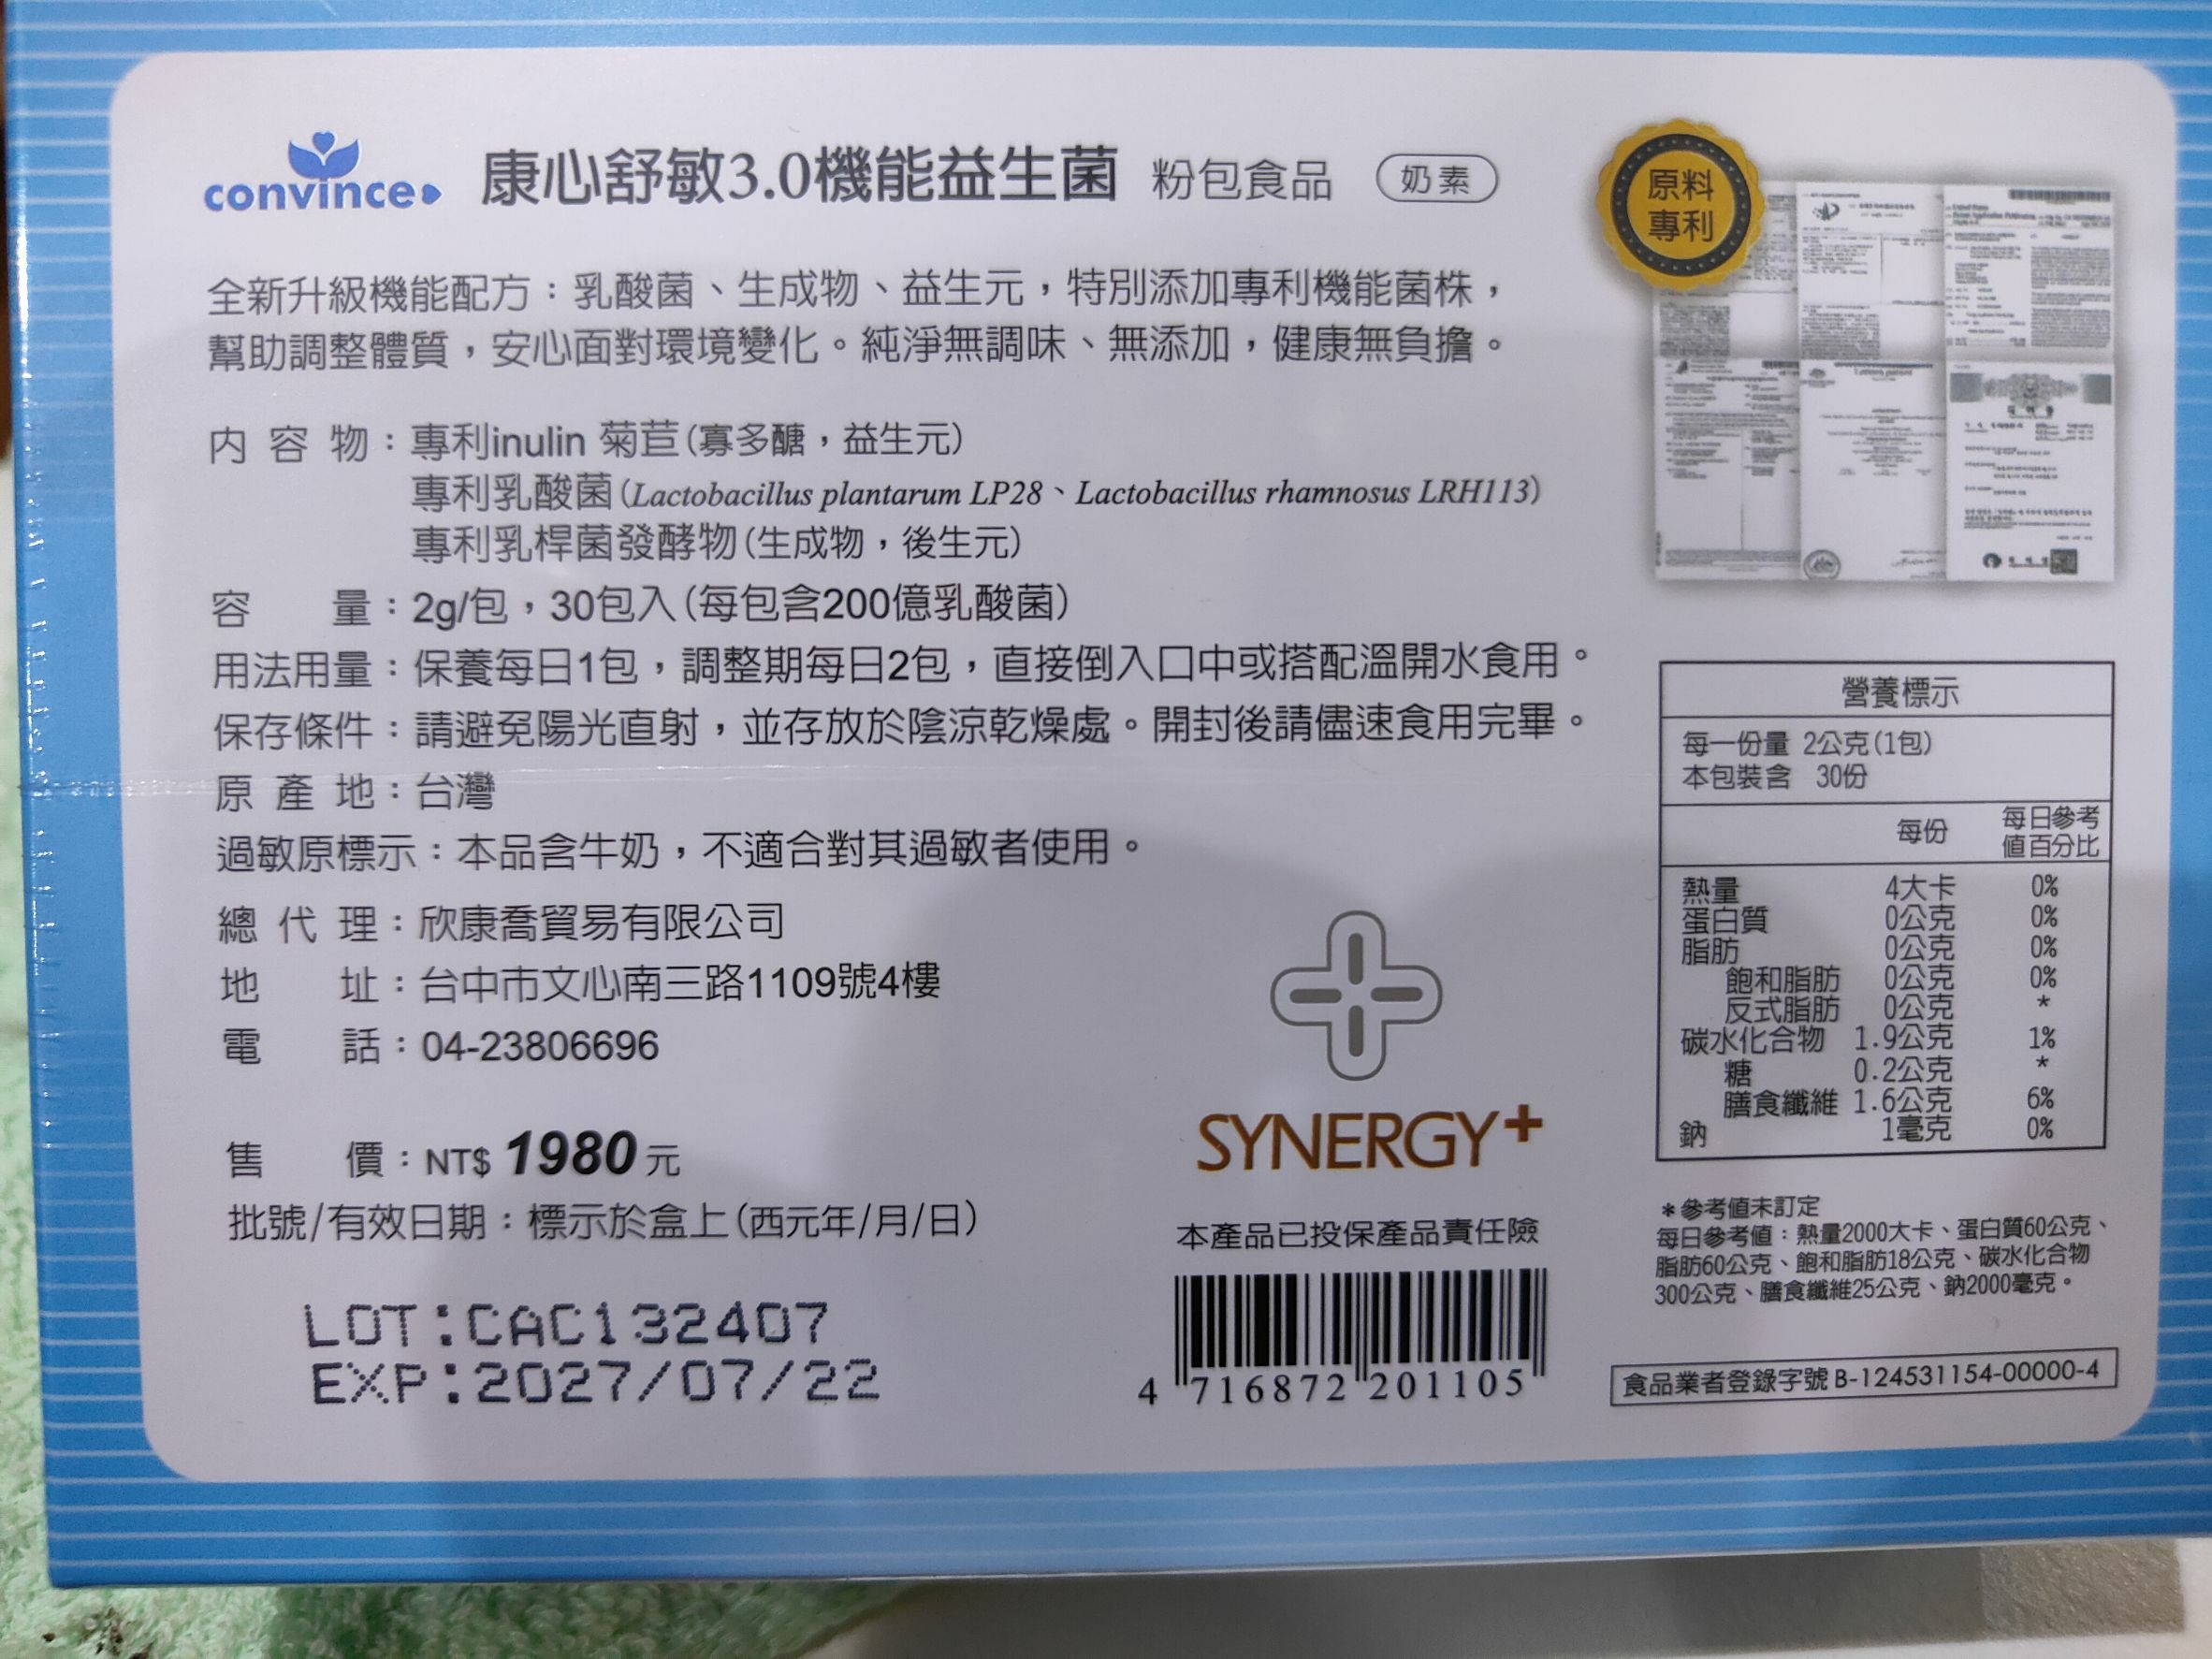 convince
康心舒敏3.0機能益生菌 粉包食品 奶素
原料
專利
全新升級機能配方：乳酸菌、生成物、益生元，特別添加專利機能菌株，
幫助調整體質，安心面對環境變化。純淨無調味、無添加，健康無負擔。
內容物：專利inulin 菊苣(寡多醣，益生元)
專利乳酸菌(Lactobacillus plantarum LP28、Lactobacillus rhamnosus LRH113)
專利乳桿菌發酵物(生成物，後生元)
容量：2g/包，30包入(每包含200億乳酸菌)
用法用量：保養每日1包，調整期每日2包，直接倒入口中或搭配溫開水食用。
保存條件：請避免陽光直射，並存放於陰涼乾燥處。開封後請儘速食用完畢。
原產地：台灣
過敏原標示：本品含牛奶，不適合對其過敏者使用。
總代理：欣康喬貿易有限公司
地址：台中市文心南三路1109號4樓
電話：04-23806696
售價：NT$ 1980元
批號/有效日期：標示於盒上(西元年/月/日)
LOT:CAC132407
EXP:2027/07/22
SYNERGY+
本產品已投保產品責任險
4 716872 201105
營養標示
每一份量 2公克(1包)
本包裝含 30份
每份 每日參考值百分比
熱量 4大卡 0%
蛋白質 0公克 0%
脂肪 0公克 0%
飽和脂肪 0公克 0%
反式脂肪 0公克 *
碳水化合物 1.9公克 1%
糖 0.2公克 *
膳食纖維 1.6公克 6%
鈉 1毫克 0%
*參考值未訂定
每日參考值：熱量2000大卡、蛋白質60公克、
脂肪60公克、飽和脂肪18公克、碳水化合物
300公克、膳食纖維25公克、鈉2000毫克。
食品業者登錄字號 B-124531154-00000-4